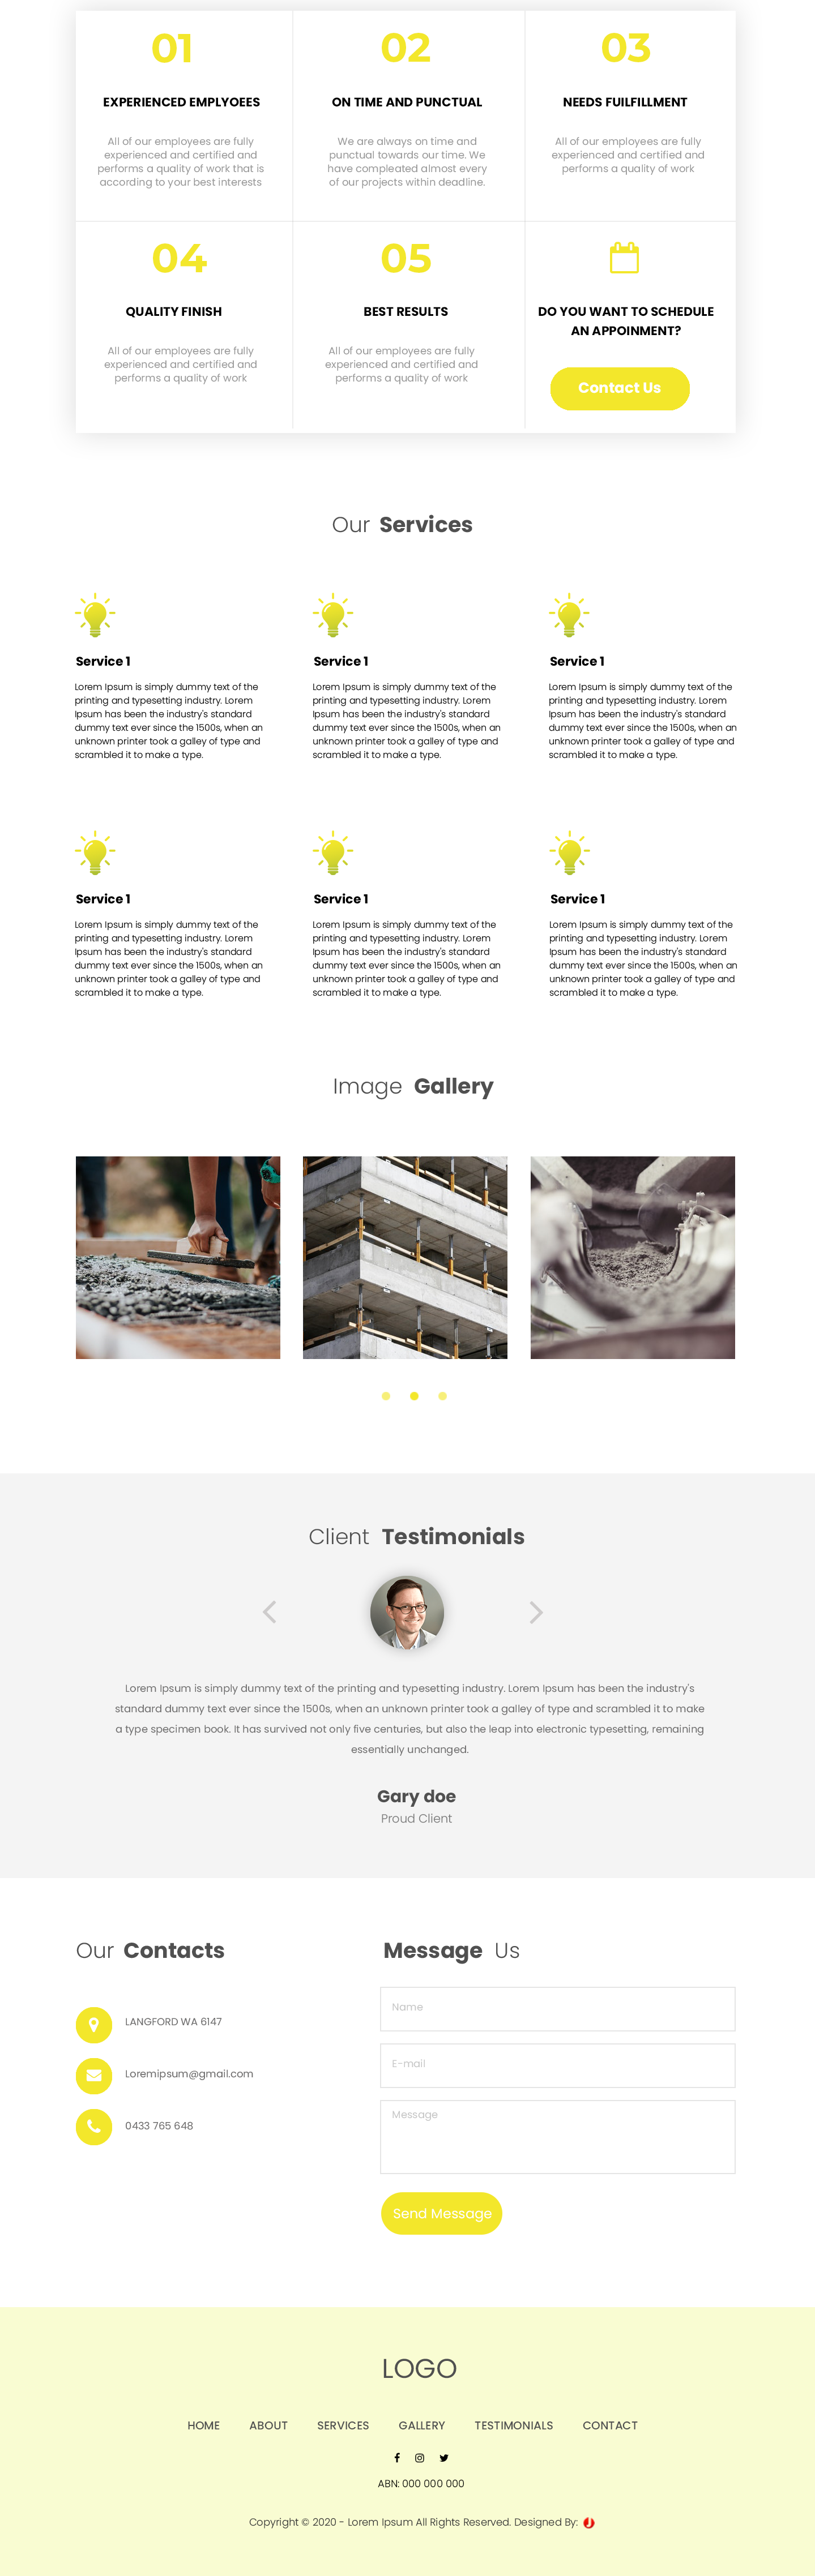 01
EXPERIENCED EMPLYOEES
All of our employees are fully
experienced and certified and
performs a quality of work that is
according to your best interests
02
ON TIME AND PUNCTUAL
We are always on time and
punctual towards our time. We
have compleated almost every
of our projects within deadline.
03
NEEDS FUILFILLMENT
All of our employees are fully
experienced and certified and
performs a quality of work
04
QUALITY FINISH
All of our employees are fully
experienced and certified and
performs a quality of work
05
BEST RESULTS
All of our employees are fully
experienced and certified and
performs a quality of work
DO YOU WANT TO SCHEDULE
AN APPOINMENT?
Contact Us
Our Services
Service 1
Lorem Ipsum is simply dummy text of the
printing and typesetting industry. Lorem
Ipsum has been the industry's standard
dummy text ever since the 1500s, when an
unknown printer took a galley of type and
scrambled it to make a type.
Service 1
Lorem Ipsum is simply dummy text of the
printing and typesetting industry. Lorem
Ipsum has been the industry's standard
dummy text ever since the 1500s, when an
unknown printer took a galley of type and
scrambled it to make a type.
Service 1
Lorem Ipsum is simply dummy text of the
printing and typesetting industry. Lorem
Ipsum has been the industry's standard
dummy text ever since the 1500s, when an
unknown printer took a galley of type and
scrambled it to make a type.
Service 1
Lorem Ipsum is simply dummy text of the
printing and typesetting industry. Lorem
Ipsum has been the industry's standard
dummy text ever since the 1500s, when an
unknown printer took a galley of type and
scrambled it to make a type.
Service 1
Lorem Ipsum is simply dummy text of the
printing and typesetting industry. Lorem
Ipsum has been the industry's standard
dummy text ever since the 1500s, when an
unknown printer took a galley of type and
scrambled it to make a type.
Service 1
Lorem Ipsum is simply dummy text of the
printing and typesetting industry. Lorem
Ipsum has been the industry's standard
dummy text ever since the 1500s, when an
unknown printer took a galley of type and
scrambled it to make a type.
Image Gallery
Client Testimonials
Lorem Ipsum is simply dummy text of the printing and typesetting industry. Lorem Ipsum has been the industry's
standard dummy text ever since the 1500s, when an unknown printer took a galley of type and scrambled it to make
a type specimen book. It has survived not only five centuries, but also the leap into electronic typesetting, remaining
essentially unchanged.
Gary doe
Proud Client
Our Contacts
LANGFORD WA 6147
Loremipsum@gmail.com
0433 765 648
Message Us
Name
E-mail
Message
Send Message
LOGO
HOME ABOUT SERVICES GALLERY TESTIMONIALS CONTACT
ABN: 000 000 000
Copyright © 2020 - Lorem Ipsum All Rights Reserved. Designed By: